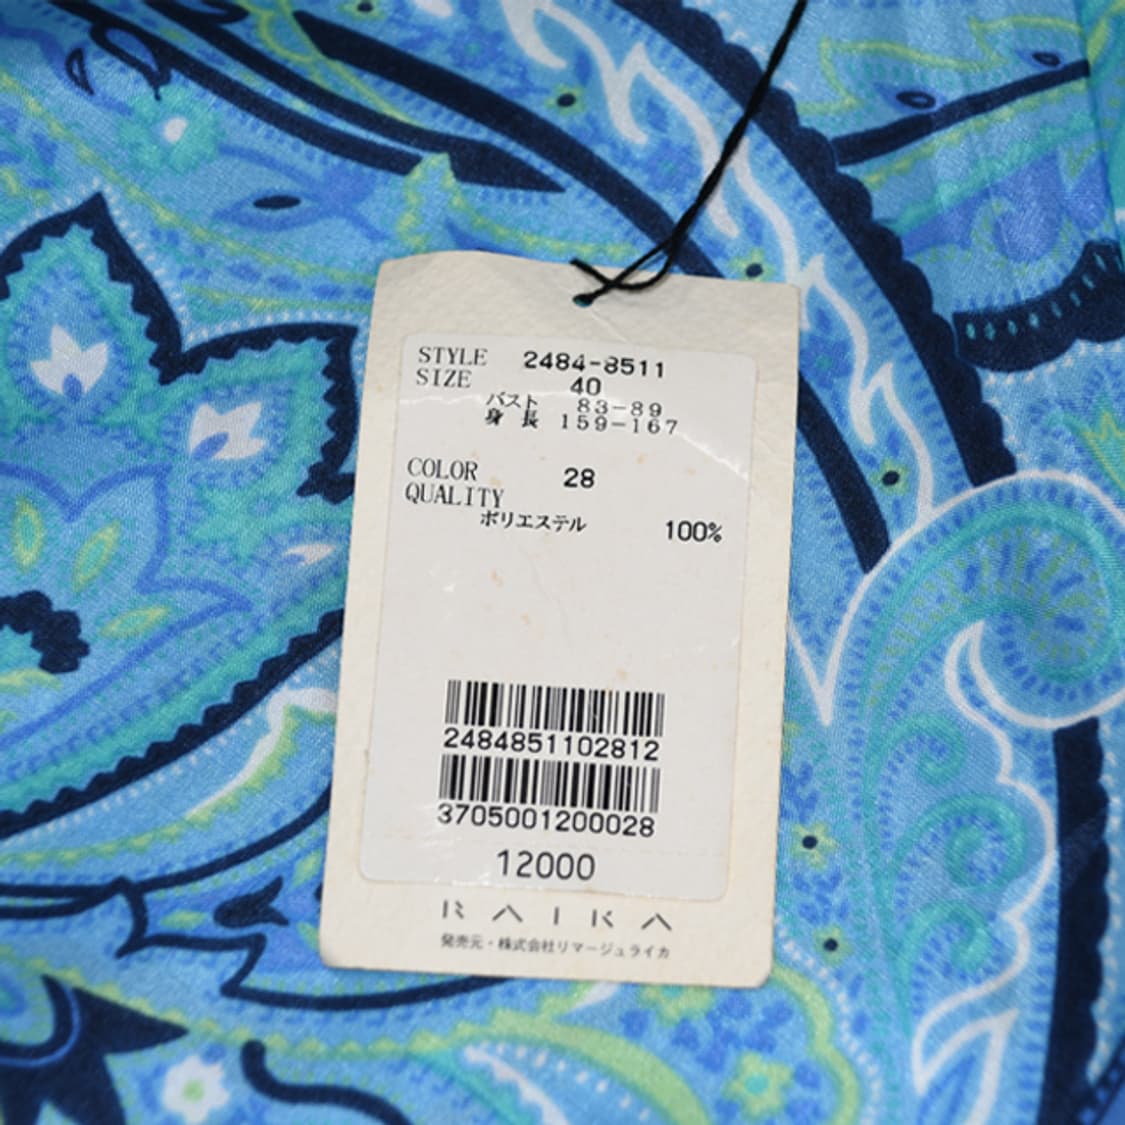 STYLE 2484-8511
SIZE 40
バスト 83-89
身長 159-167
COLOR 28
QUALITY
ポリエステル 100%
2484851102812
3705001200028
12000
RAIKA
発売元・株式会社リマージュライカ